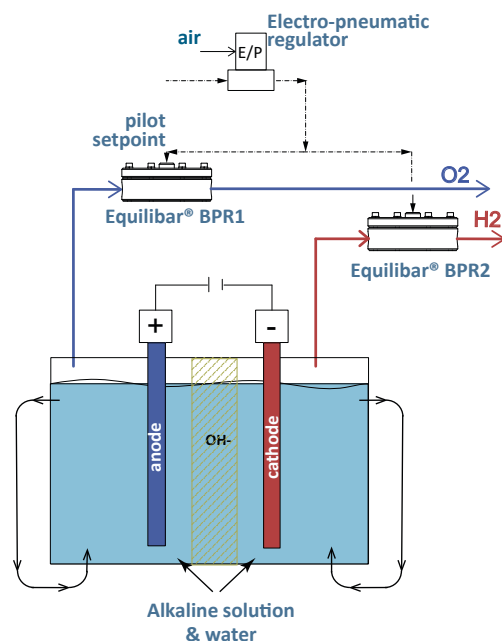 Electro-pneumatic
regulator
air
E/P
pilot
setpoint
O2
Equilibar® BPR1
H2
Equilibar® BPR2
+
-
anode
OH-
cathode
Alkaline solution
& water